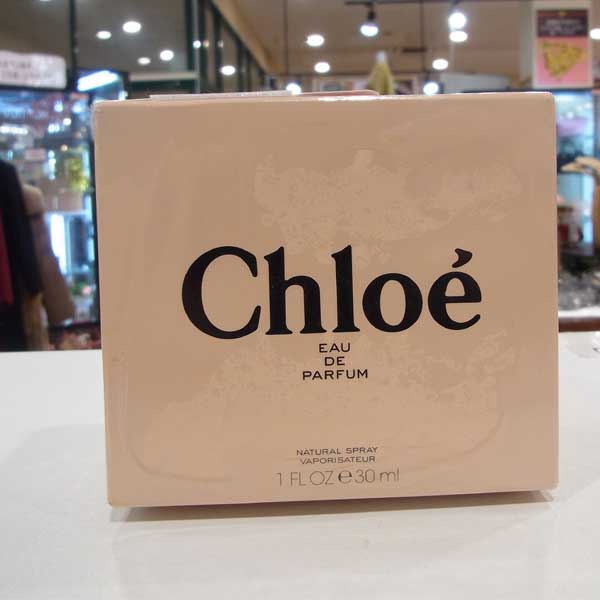 Chloé
EAU
DE
PARFUM
NATURAL SPRAY
VAPORISATEUR
1 FL OZ e 30 ml